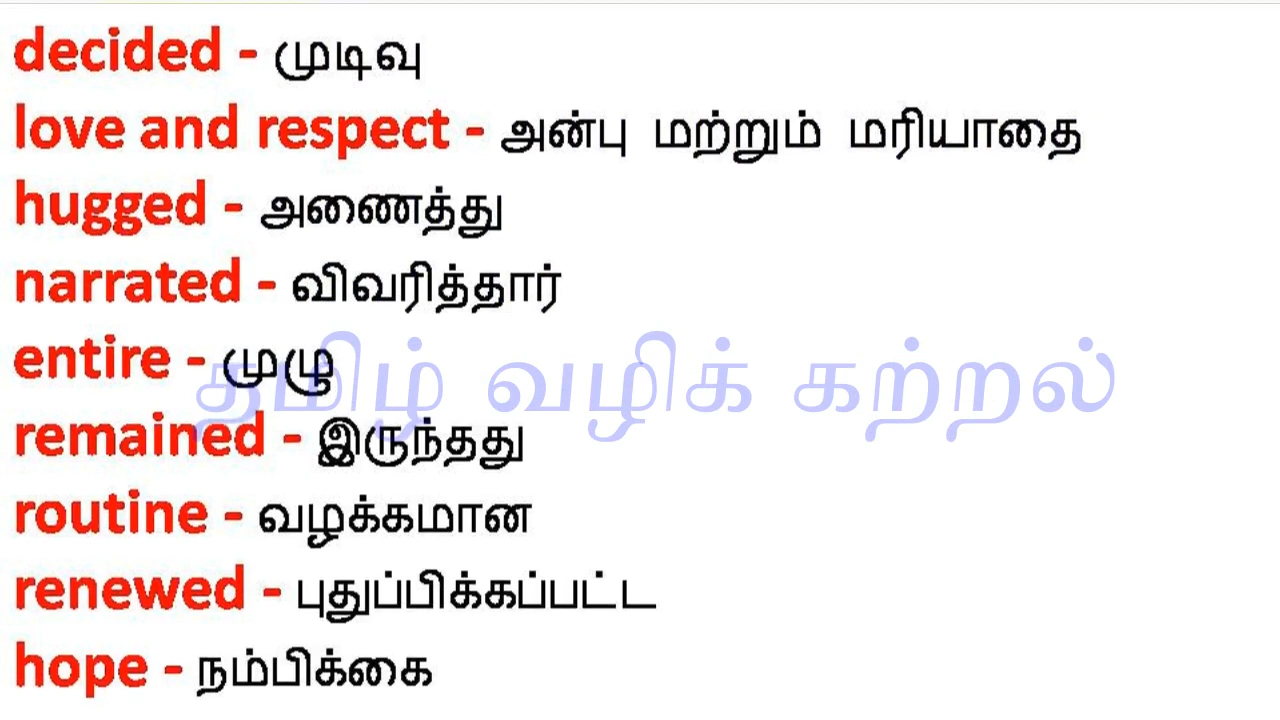 decided - முடிவு
love and respect - அன்பு மற்றும் மரியாதை
hugged - அணைத்து
narrated - விவரித்தார்
entire - முழு
தமிழ் வழிக் கற்றல்
remained - இருந்தது
routine - வழக்கமான
renewed - புதுப்பிக்கப்பட்ட
hope - நம்பிக்கை